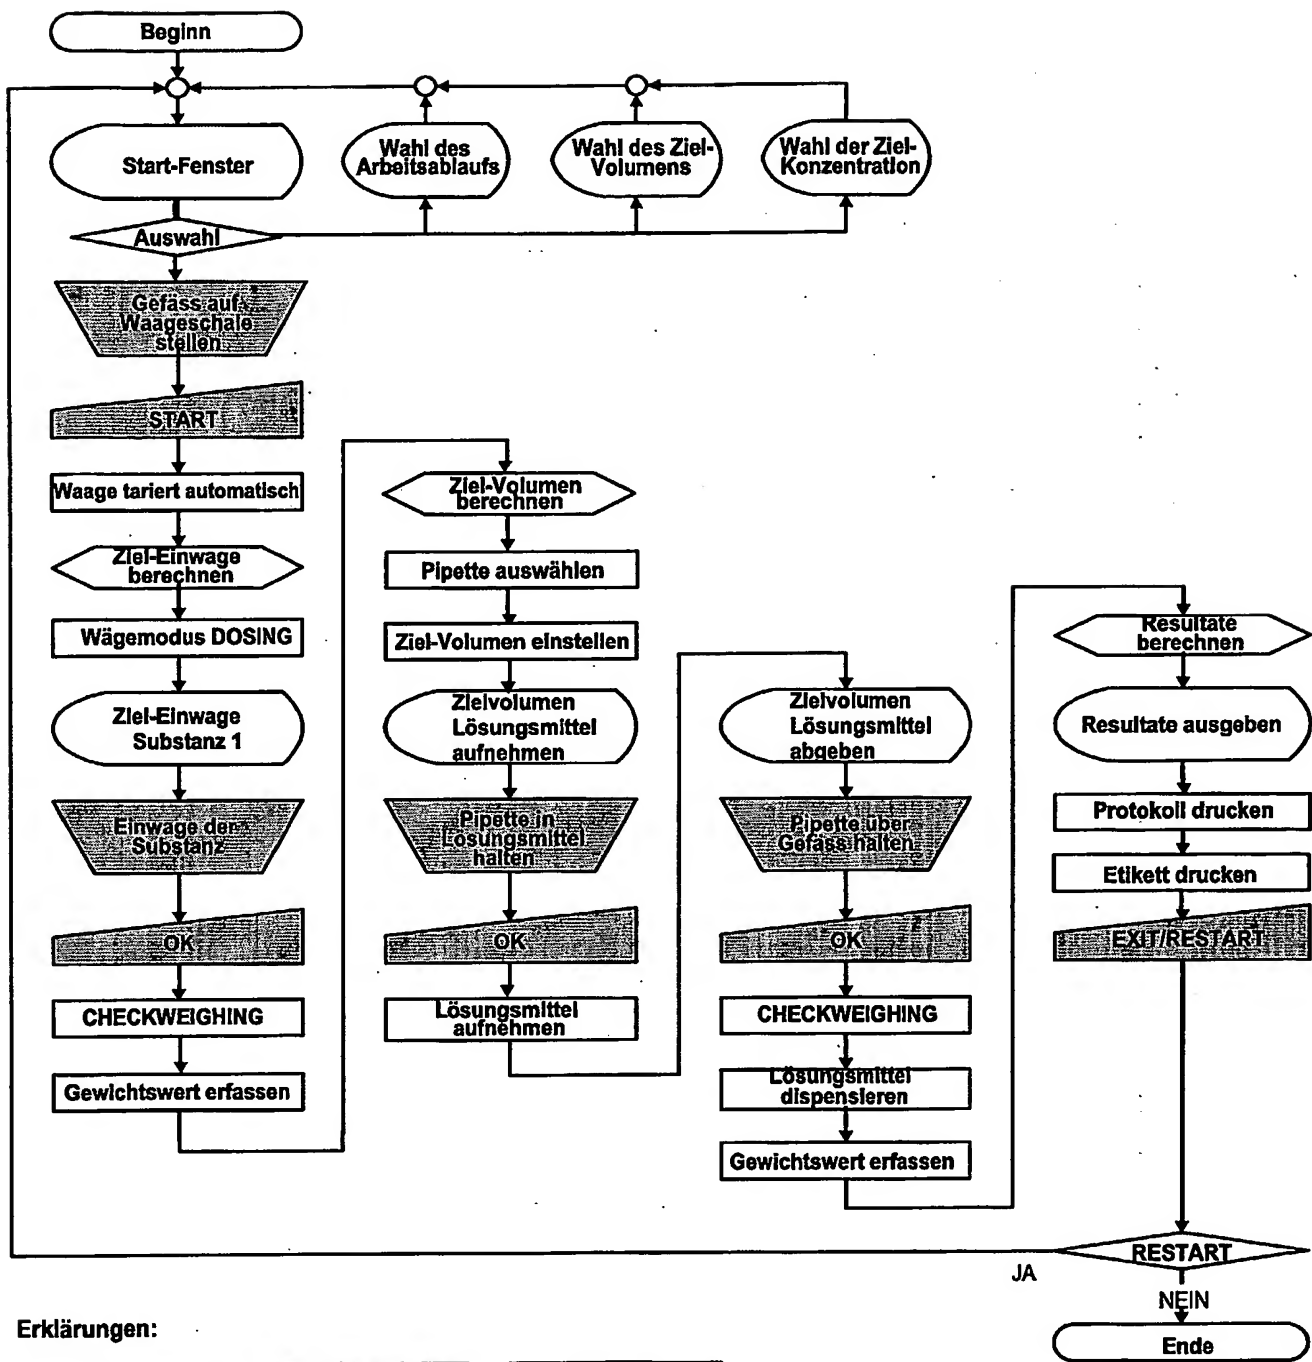 Beginn
Start-Fenster
Wahl des
Arbeitsablaufs
Wahl des Ziel-
Volumens
Wahl der Ziel-
Konzentration
Auswahl
Gefäss auf
Waageschale
stellen
START
Waage tariert automatisch
Ziel-Einwage
berechnen
Wägemodus DOSING
Ziel-Einwage
Substanz 1
Einwage der
Substanz
OK
CHECKWEIGHING
Gewichtswert erfassen
Ziel-Volumen
berechnen
Pipette auswählen
Ziel-Volumen einstellen
Zielvolumen
Lösungsmittel
aufnehmen
Pipette in
Lösungsmittel
halten
OK
Lösungsmittel
aufnehmen
Zielvolumen
Lösungsmittel
abgeben
Pipette über
Gefäss halten
OK
CHECKWEIGHING
Lösungsmittel
dispensieren
Gewichtswert erfassen
Resultate
berechnen
Resultate ausgeben
Protokoll drucken
Etikett drucken
EXIT/RESTART
RESTART
JA
NEIN
Ende
Erklärungen: